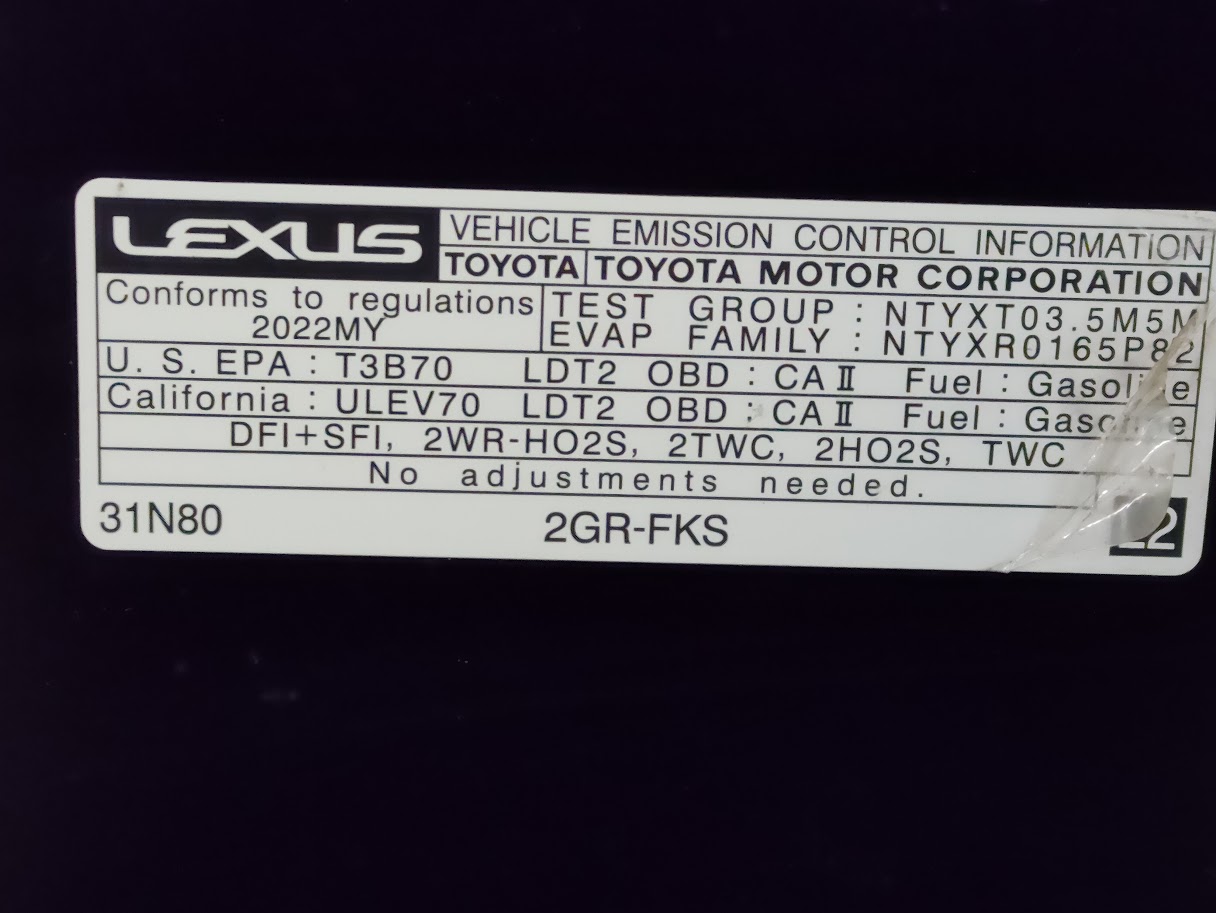 LEXUS VEHICLE EMISSION CONTROL INFORMATION
TOYOTA TOYOTA MOTOR CORPORATION
Conforms to regulations
2022MY
TEST GROUP : NTYXT03.5M5M
EVAP FAMILY : NTYXR0165P82
U. S. EPA : T3B70 LDT2 OBD : CA II Fuel : Gasoline
California : ULEV70 LDT2 OBD : CA II Fuel : Gasoline
DFI+SFI, 2WR-HO2S, 2TWC, 2HO2S, TWC
No adjustments needed.
31N80 2GR-FKS 22